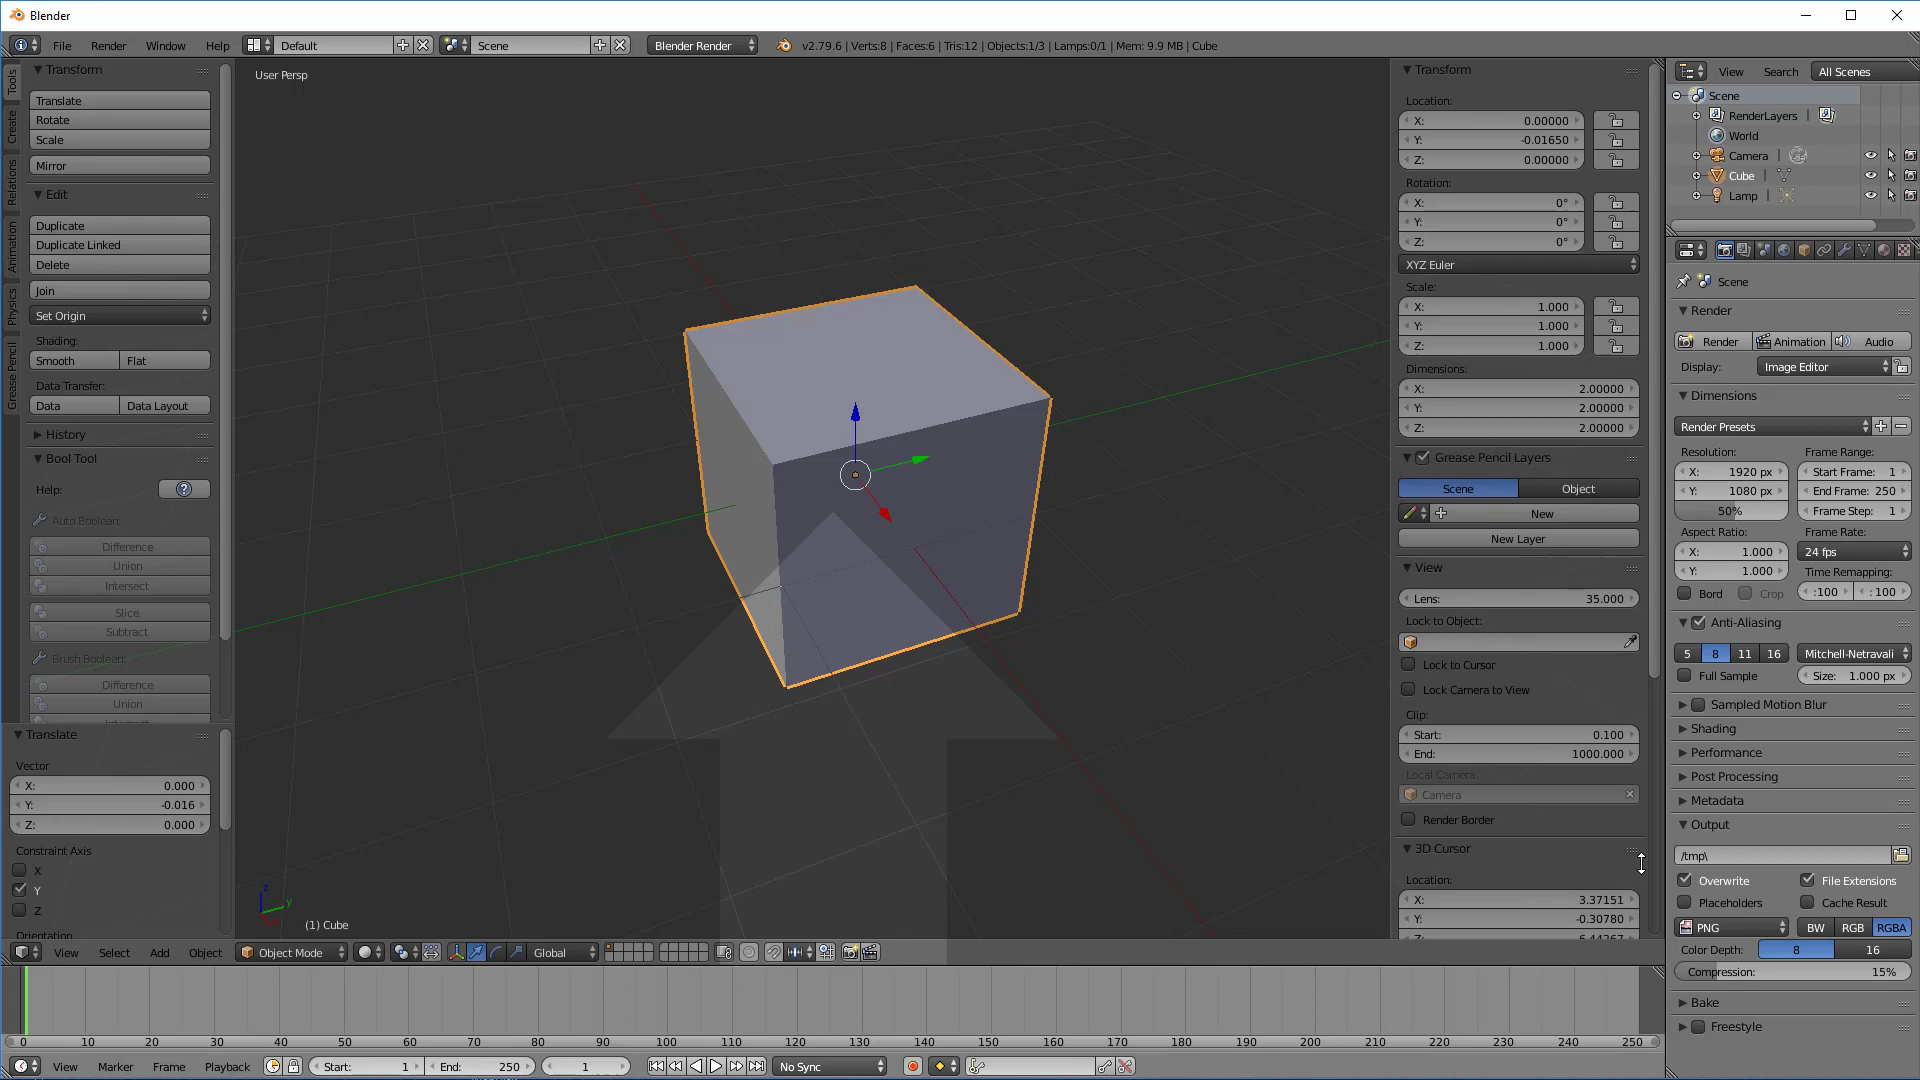 Blender
File Render Window Help Default Scene Blender Render v2.79.6 | Verts:8 | Faces:6 | Tris:12 | Objects:1/3 | Lamps:0/1 | Mem: 9.9 MB | Cube
Tools
Create
Relations
Animation
Physics
Grease Pencil
Transform
Translate
Rotate
Scale
Mirror
Edit
Duplicate
Duplicate Linked
Delete
Join
Set Origin
Shading:
Smooth Flat
Data Transfer:
Data Data Layout
History
Bool Tool
Help: ?
Auto Boolean:
Difference
Union
Intersect
Slice
Subtract
Brush Boolean:
Difference
Union
Translate
Vector
X: 0.000
Y: -0.016
Z: 0.000
Constraint Axis
X
Y
Z
Orientation
User Persp
z
y
(1) Cube
Transform
Location:
X: 0.00000
Y: -0.01650
Z: 0.00000
Rotation:
X: 0°
Y: 0°
Z: 0°
XYZ Euler
Scale:
X: 1.000
Y: 1.000
Z: 1.000
Dimensions:
X: 2.00000
Y: 2.00000
Z: 2.00000
Grease Pencil Layers
Scene Object
New
New Layer
View
Lens: 35.000
Lock to Object:
Lock to Cursor
Lock Camera to View
Clip:
Start: 0.100
End: 1000.000
Local Camera:
Camera
Render Border
3D Cursor
Location:
X: 3.37151
Y: -0.30780
View Search All Scenes
Scene
RenderLayers |
World
Camera |
Cube |
Lamp |
Scene
Render
Render Animation Audio
Display: Image Editor
Dimensions
Render Presets
Resolution: Frame Range:
X: 1920 px Start Frame: 1
Y: 1080 px End Frame: 250
50% Frame Step: 1
Aspect Ratio: Frame Rate:
X: 1.000 24 fps
Y: 1.000 Time Remapping:
Bord Crop :100 : 100
Anti-Aliasing
5 8 11 16 Mitchell-Netravali
Full Sample Size: 1.000 px
Sampled Motion Blur
Shading
Performance
Post Processing
Metadata
Output
/tmp\
Overwrite File Extensions
Placeholders Cache Result
PNG BW RGB RGBA
Color Depth: 8 16
Compression: 15%
Bake
Freestyle
View Select Add Object Object Mode Global
0 10 20 30 40 50 60 70 80 90 100 110 120 130 140 150 160 170 180 190 200 210 220 230 240 250
View Marker Frame Playback Start: 1 End: 250 1 No Sync